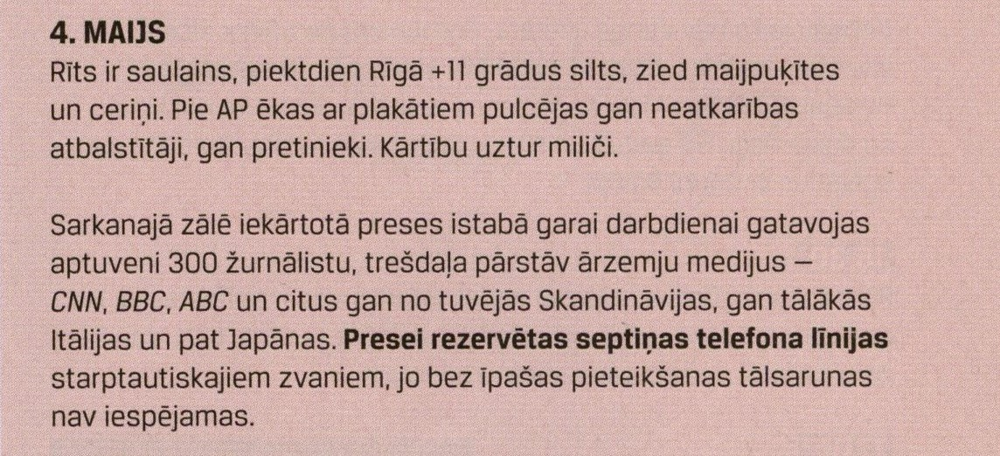 4. MAIJS
Rīts ir saulains, piektdien Rīgā +11 grādus silts, zied maijpuķītes
un ceriņi. Pie AP ēkas ar plakātiem pulcējas gan neatkarības
atbalstītāji, gan pretinieki. Kārtību uztur miliči.
Sarkanajā zālē iekārtotā preses istabā garai darbdienai gatavojas
aptuveni 300 žurnālistu, trešdaļa pārstāv ārzemju medijus –
CNN, BBC, ABC un citus gan no tuvējās Skandināvijas, gan tālākās
Itālijas un pat Japānas. Presei rezervētas septiņas telefona līnijas
starptautiskajiem zvaniem, jo bez īpašas pieteikšanas tālsarunas
nav iespējamas.